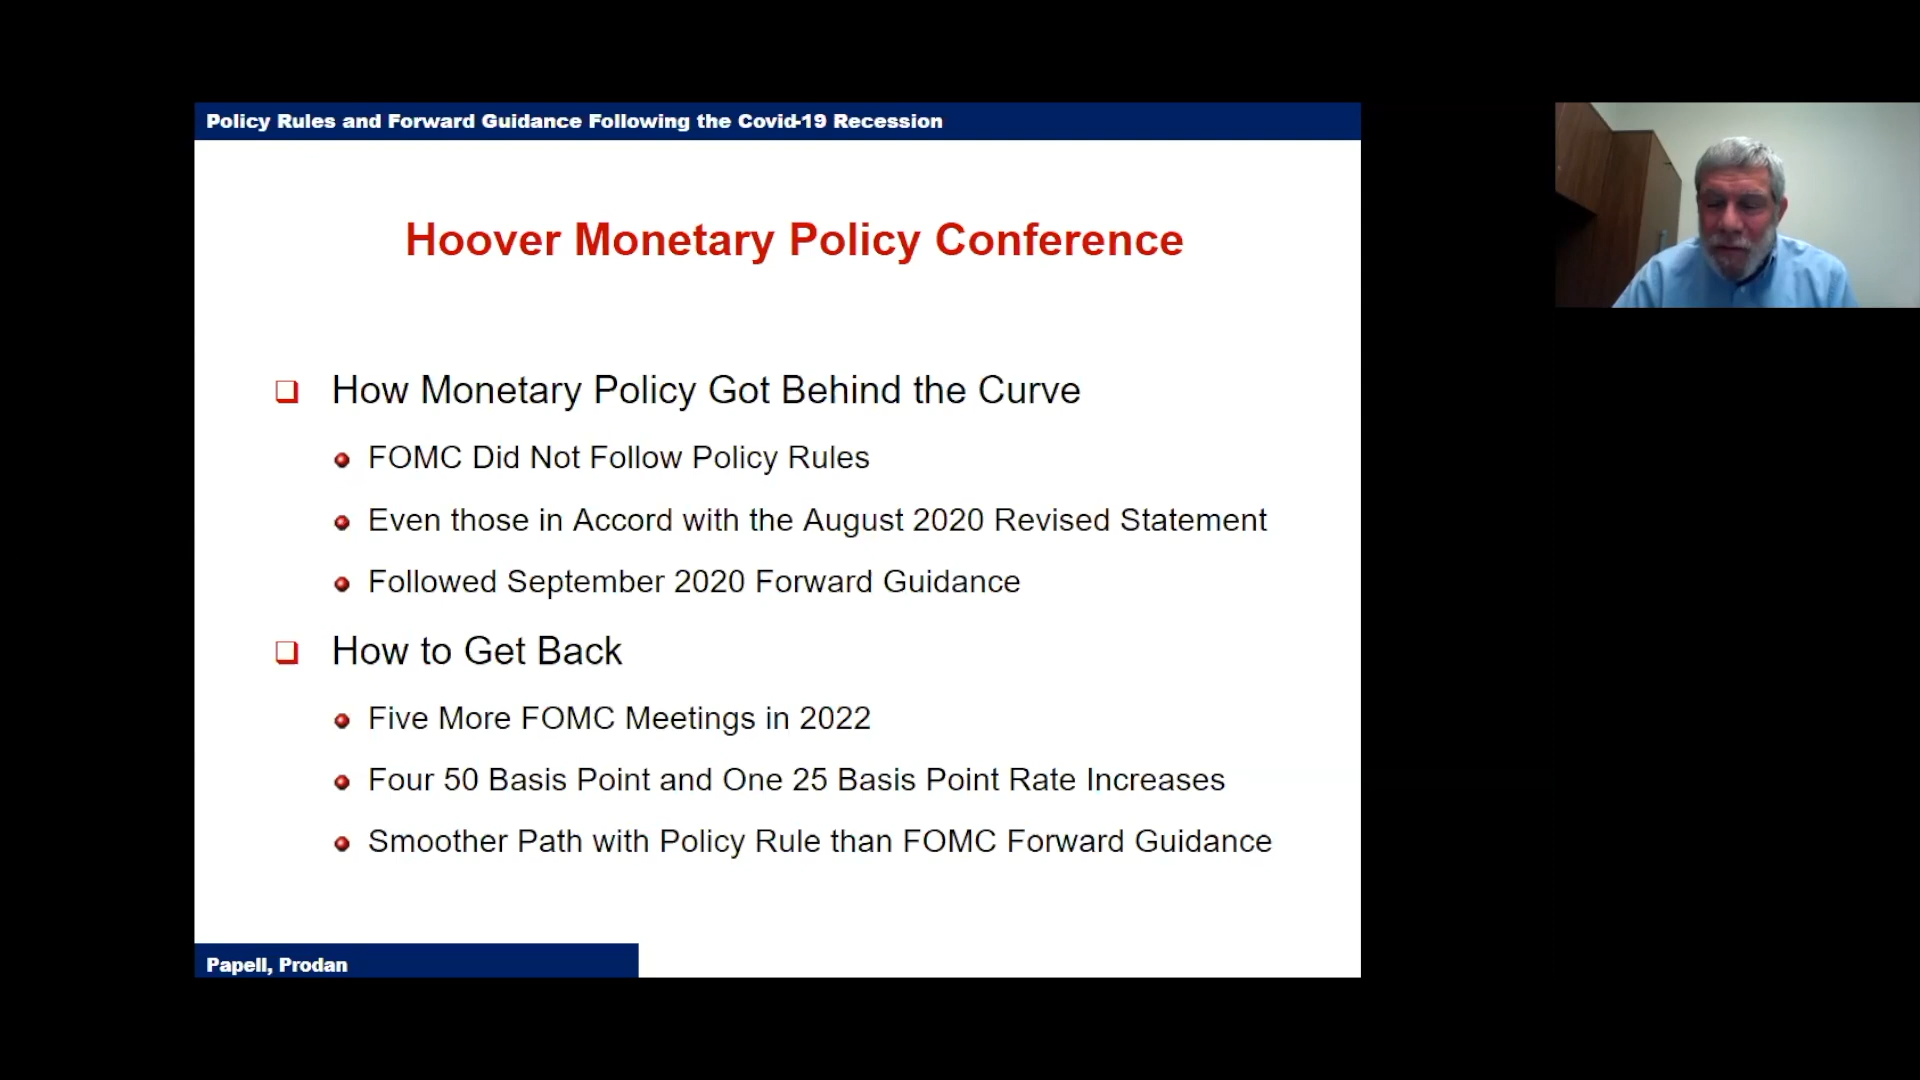 Policy Rules and Forward Guidance Following the Covid-19 Recession
Hoover Monetary Policy Conference
How Monetary Policy Got Behind the Curve
FOMC Did Not Follow Policy Rules
Even those in Accord with the August 2020 Revised Statement
Followed September 2020 Forward Guidance
How to Get Back
Five More FOMC Meetings in 2022
Four 50 Basis Point and One 25 Basis Point Rate Increases
Smoother Path with Policy Rule than FOMC Forward Guidance
Papell, Prodan